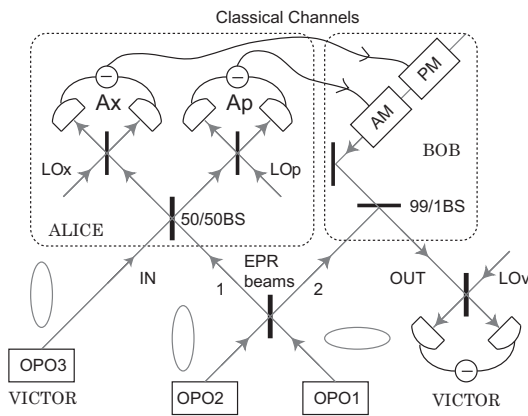 Classical Channels
Ax
Ap
PM
AM
LOx
LOp
BOB
ALICE
50/50BS
99/1BS
IN
1
EPR
beams
2
OUT
LOv
OPO3
OPO2
OPO1
VICTOR
VICTOR